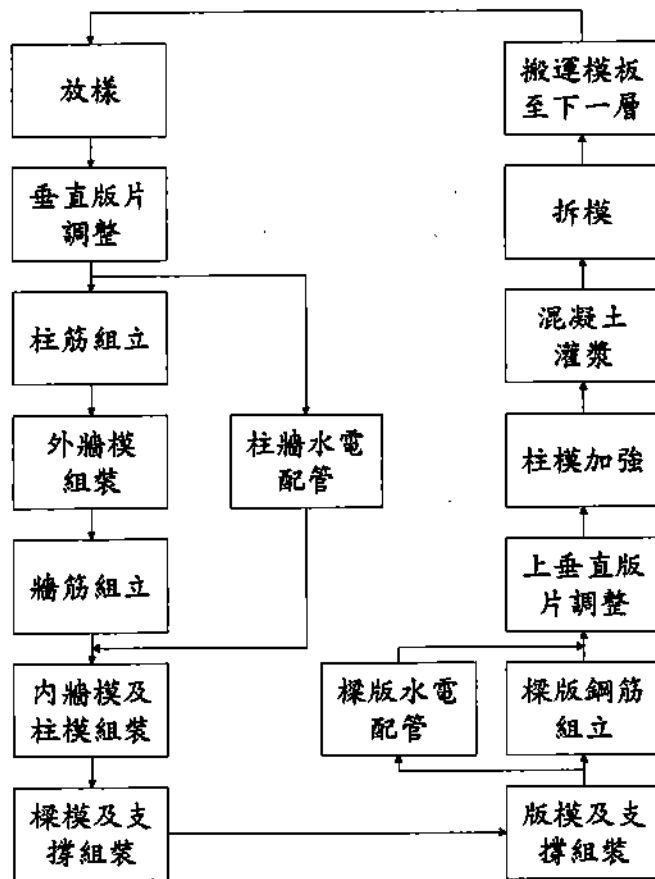 放樣
垂直版片
調整
柱筋組立
外牆模
組裝
牆筋組立
內牆模及
柱模組裝
樑模及支
撐組裝
柱牆水電
配管
樑版水電
配管
版模及支
撐組裝
樑版鋼筋
組立
上垂直版
片調整
柱模加強
混凝土
灌漿
拆模
搬運模板
至下一層